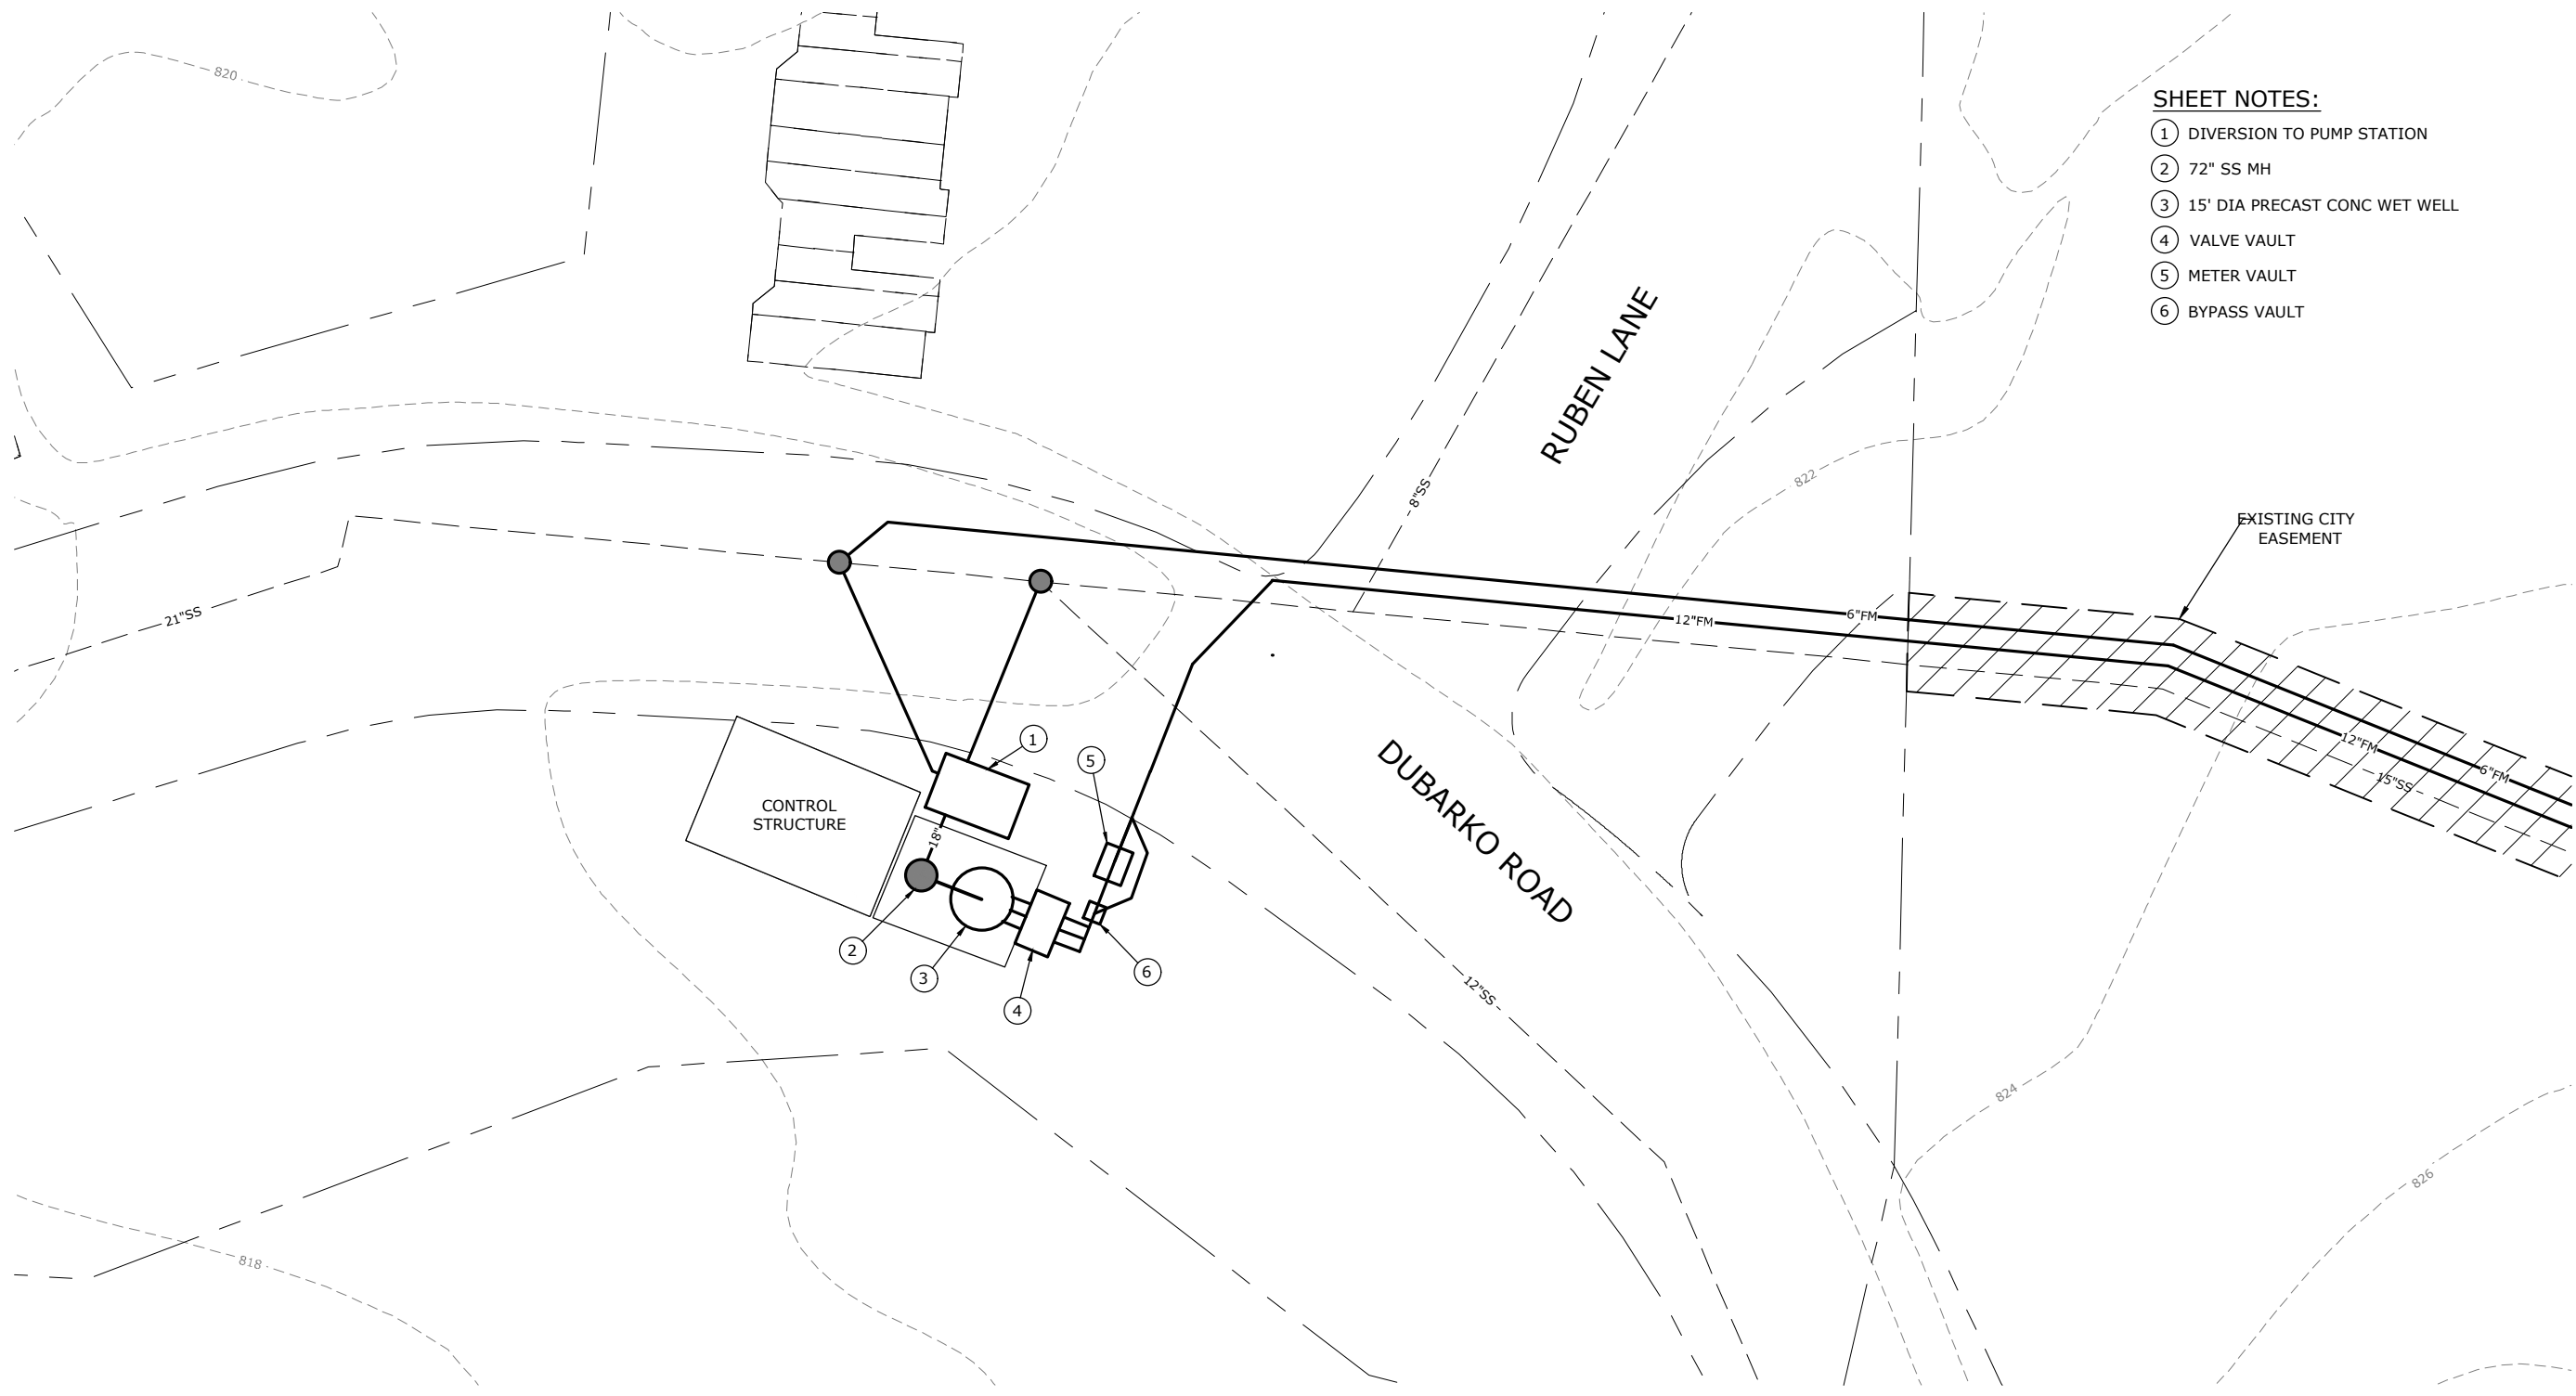 820
SHEET NOTES:
1 DIVERSION TO PUMP STATION
2 72" SS MH
3 15' DIA PRECAST CONC WET WELL
4 VALVE VAULT
5 METER VAULT
6 BYPASS VAULT
RUBEN LANE
8"SS
822
EXISTING CITY
EASEMENT
21"SS
6"FM
12"FM
1
5
12"FM
6"FM
15"SS
CONTROL
STRUCTURE
18"
DUBARKO ROAD
2
3
4
6
12"SS
824
826
818